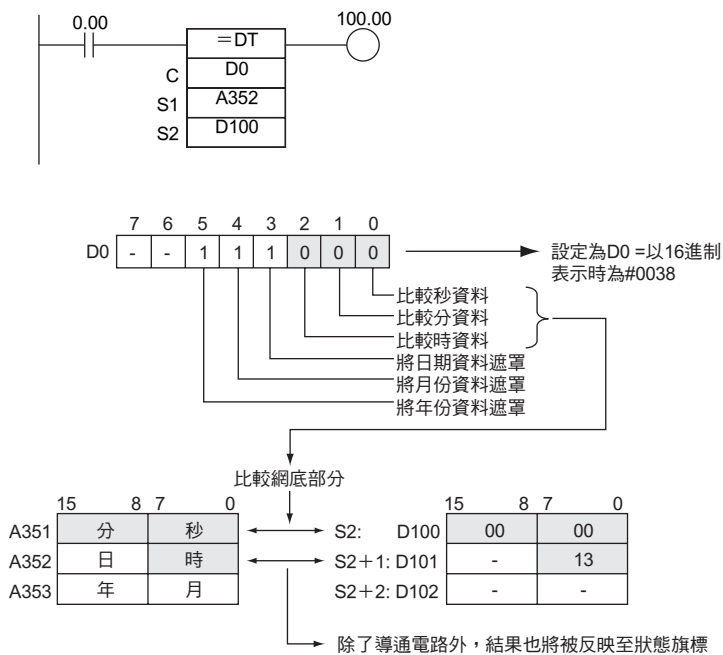 0.00
100.00
=DT
C D0
S1 A352
S2 D100
7 6 5 4 3 2 1 0
D0 - - 1 1 1 0 0 0
設定為D0 =以16進制
表示時為#0038
比較秒資料
比較分資料
比較時資料
將日期資料遮罩
將月份資料遮罩
將年份資料遮罩
比較網底部分
15 8 7 0
A351 分 秒
A352 日 時
A353 年 月
15 8 7 0
S2: D100 00 00
S2+1: D101 - 13
S2+2: D102 - -
除了導通電路外，結果也將被反映至狀態旗標